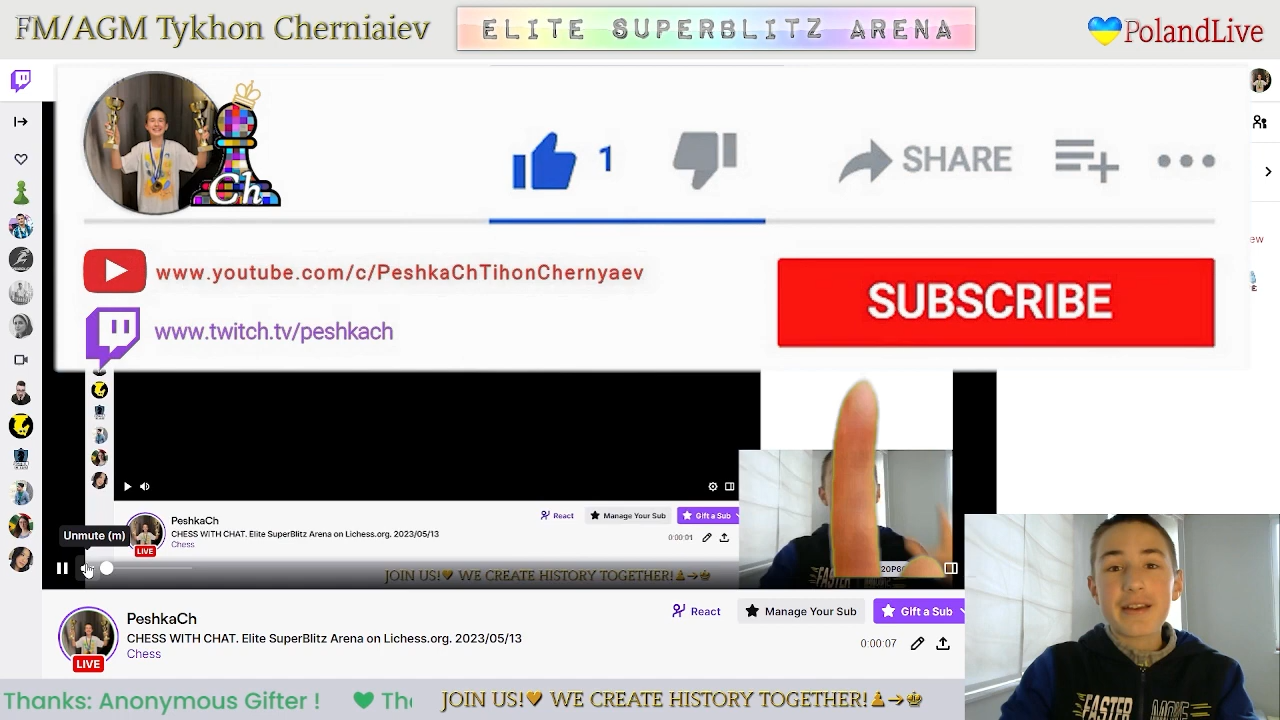 FM/AGM Tykhon Cherniaiev
ELITE SUPERBLITZ ARENA
PolandLive
Ch
1
SHARE
www.youtube.com/c/PeshkaChTihonChernyaev
SUBSCRIBE
www.twitch.tv/peshkach
ew
PeshkaCh
React
Manage Your Sub
Gift a Sub
CHESS WITH CHAT. Elite SuperBlitz Arena on Lichess.org. 2023/05/13
Chess
0:00:01
LIVE
Unmute (m)
JOIN US! WE CREATE HISTORY TOGETHER!
PeshkaCh
React
Manage Your Sub
Gift a Sub
CHESS WITH CHAT. Elite SuperBlitz Arena on Lichess.org. 2023/05/13
Chess
0:00:07
LIVE
Thanks: Anonymous Gifter !
JOIN US! WE CREATE HISTORY TOGETHER!
FASTER